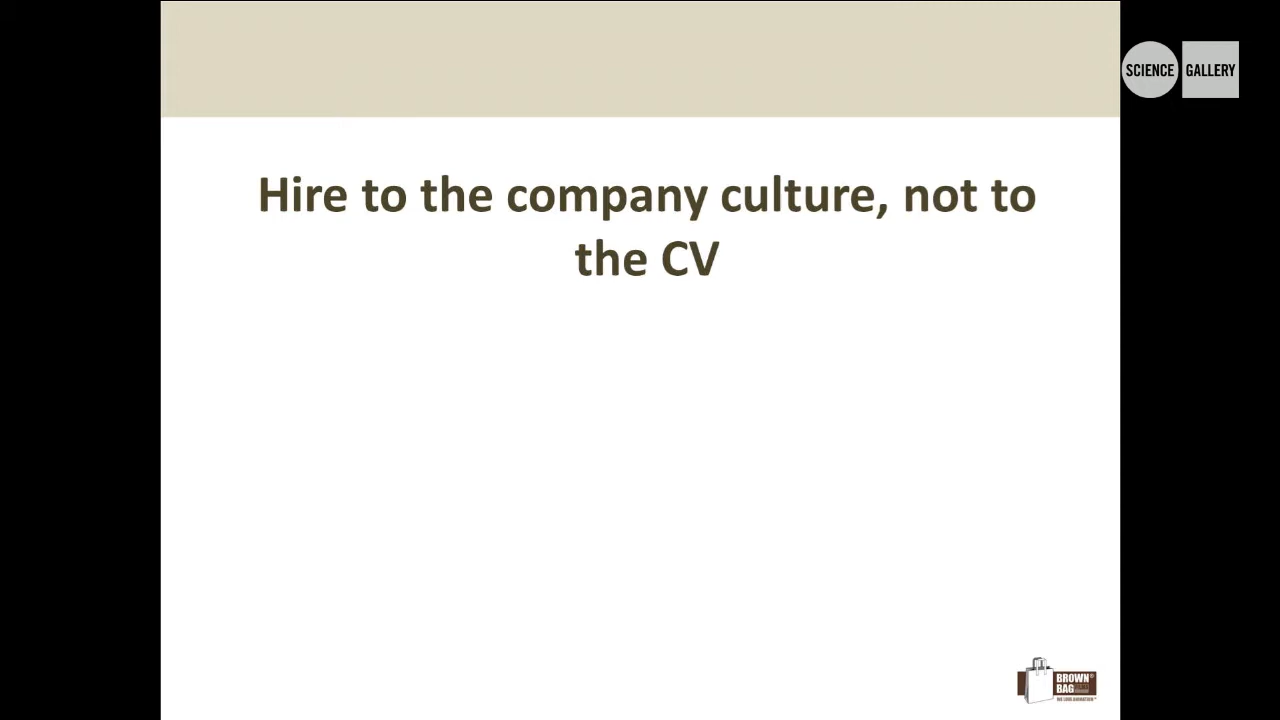 SCIENCE GALLERY
Hire to the company culture, not to
the CV
BROWN
BAG